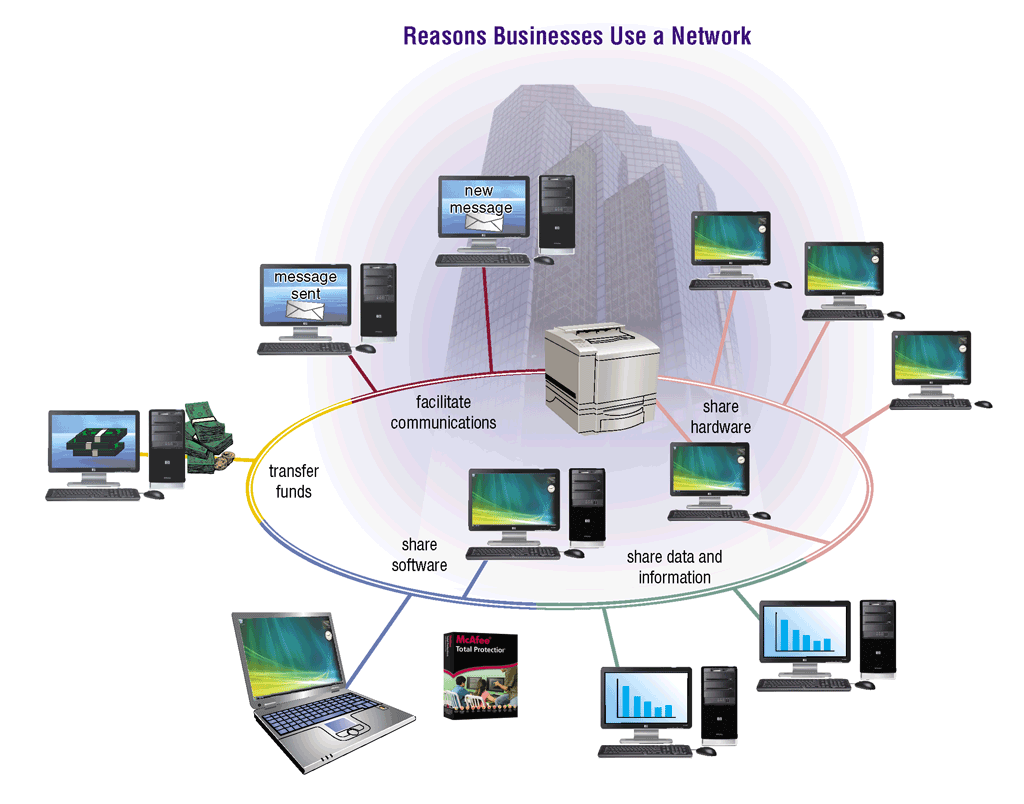 Reasons Businesses Use a Network
new
message
message
sent
facilitate
communications
share
hardware
transfer
funds
share
software
share data and
information
McAfee
Total Protection